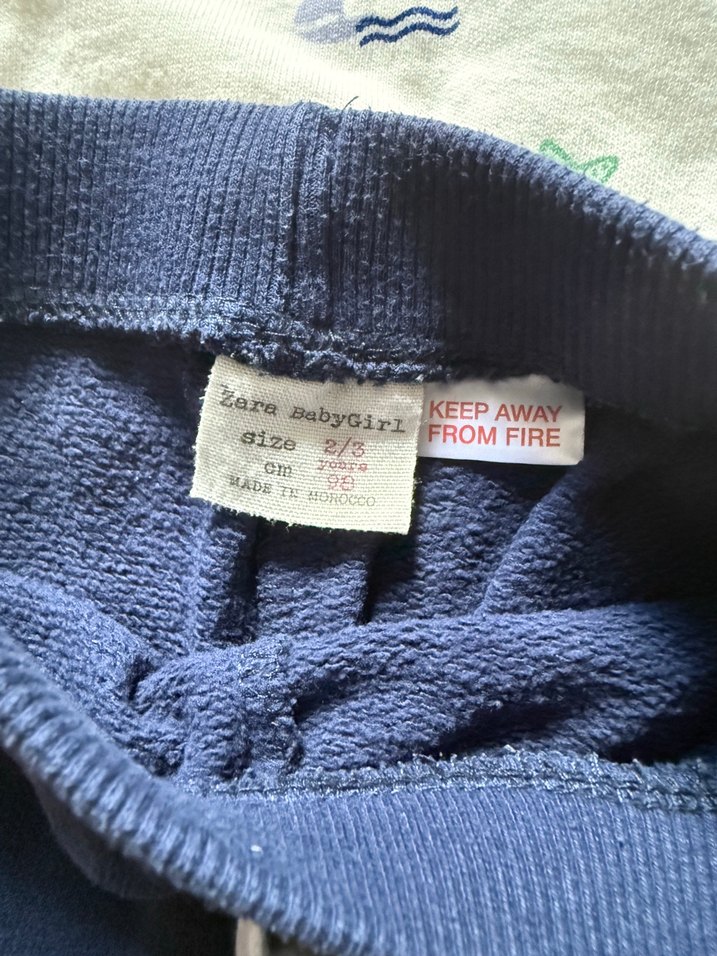 Zara BabyGirl
size 2/3
years
cm 98
MADE IN MOROCCO
KEEP AWAY
FROM FIRE